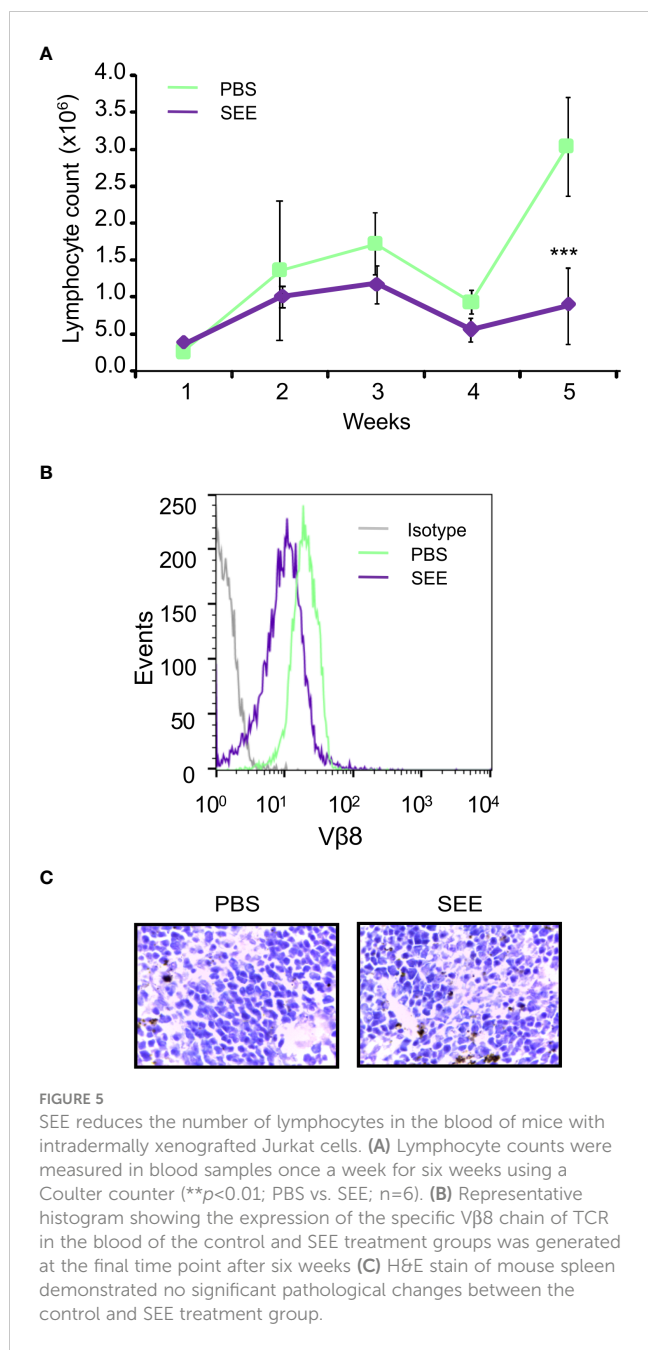 A
4.0
3.5
3.0
2.5
2.0
1.5
1.0
5.0
0.0
Lymphocyte count (x10⁶)
PBS
SEE
***
1 2 3 4 5
Weeks
B
250
200
150
100
50
0
Events
Isotype
PBS
SEE
10⁰ 10¹ 10² 10³ 10⁴
Vβ8
C
PBS SEE
FIGURE 5
SEE reduces the number of lymphocytes in the blood of mice with
intradermally xenografted Jurkat cells. (A) Lymphocyte counts were
measured in blood samples once a week for six weeks using a
Coulter counter (**p<0.01; PBS vs. SEE; n=6). (B) Representative
histogram showing the expression of the specific Vβ8 chain of TCR
in the blood of the control and SEE treatment groups was generated
at the final time point after six weeks (C) H&E stain of mouse spleen
demonstrated no significant pathological changes between the
control and SEE treatment group.